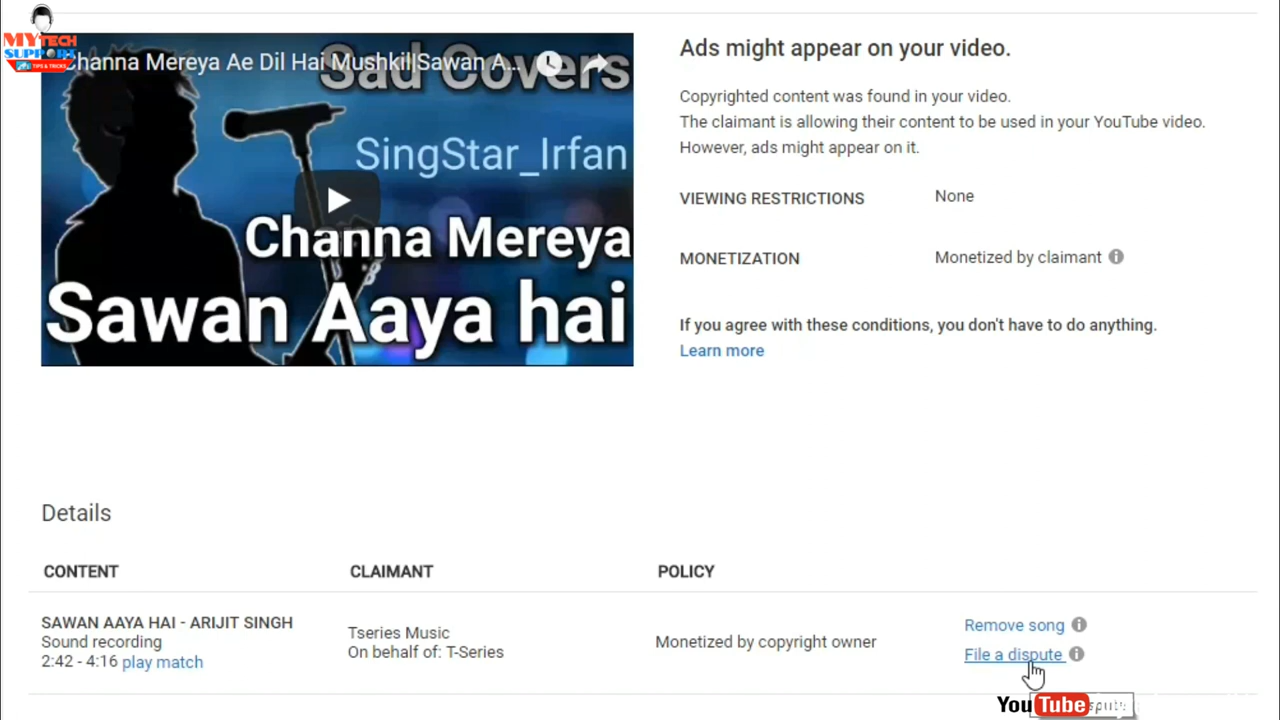 MYTECH
SUPPORT
TIPS & TRICKS
Channa Mereya Ae Dil Hai Mushkil|Sawan A...
Sad Covers
SingStar_Irfan
Channa Mereya
Sawan Aaya hai
Ads might appear on your video.
Copyrighted content was found in your video.
The claimant is allowing their content to be used in your YouTube video.
However, ads might appear on it.
VIEWING RESTRICTIONS None
MONETIZATION Monetized by claimant
If you agree with these conditions, you don't have to do anything.
Learn more
Details
CONTENT CLAIMANT POLICY
SAWAN AAYA HAI - ARIJIT SINGH
Sound recording
2:42 - 4:16 play match
Tseries Music
On behalf of: T-Series
Monetized by copyright owner
Remove song
File a dispute
YouTube